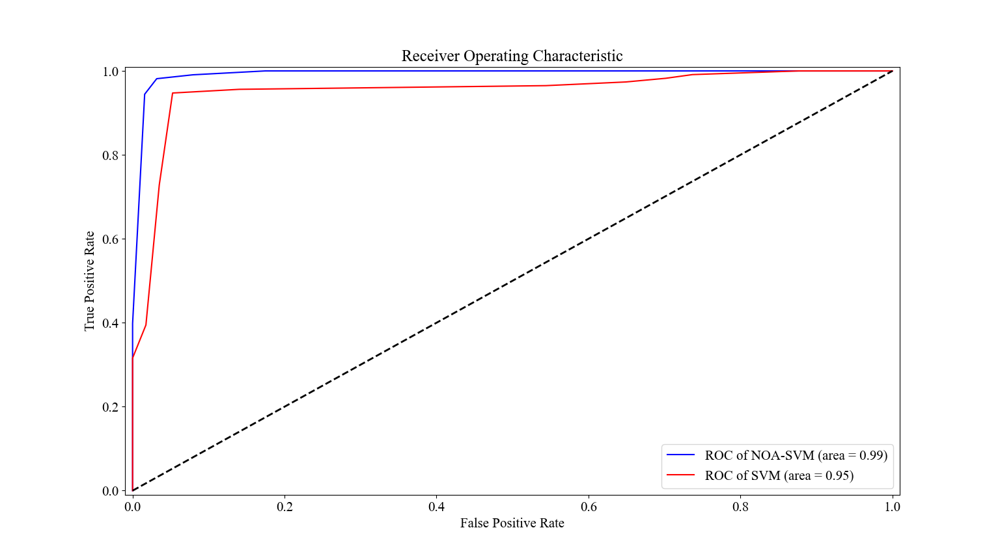 Receiver Operating Characteristic
1.0
0.8
0.6
0.4
0.2
0.0
True Positive Rate
0.0 0.2 0.4 0.6 0.8 1.0
False Positive Rate
ROC of NOA-SVM (area = 0.99)
ROC of SVM (area = 0.95)